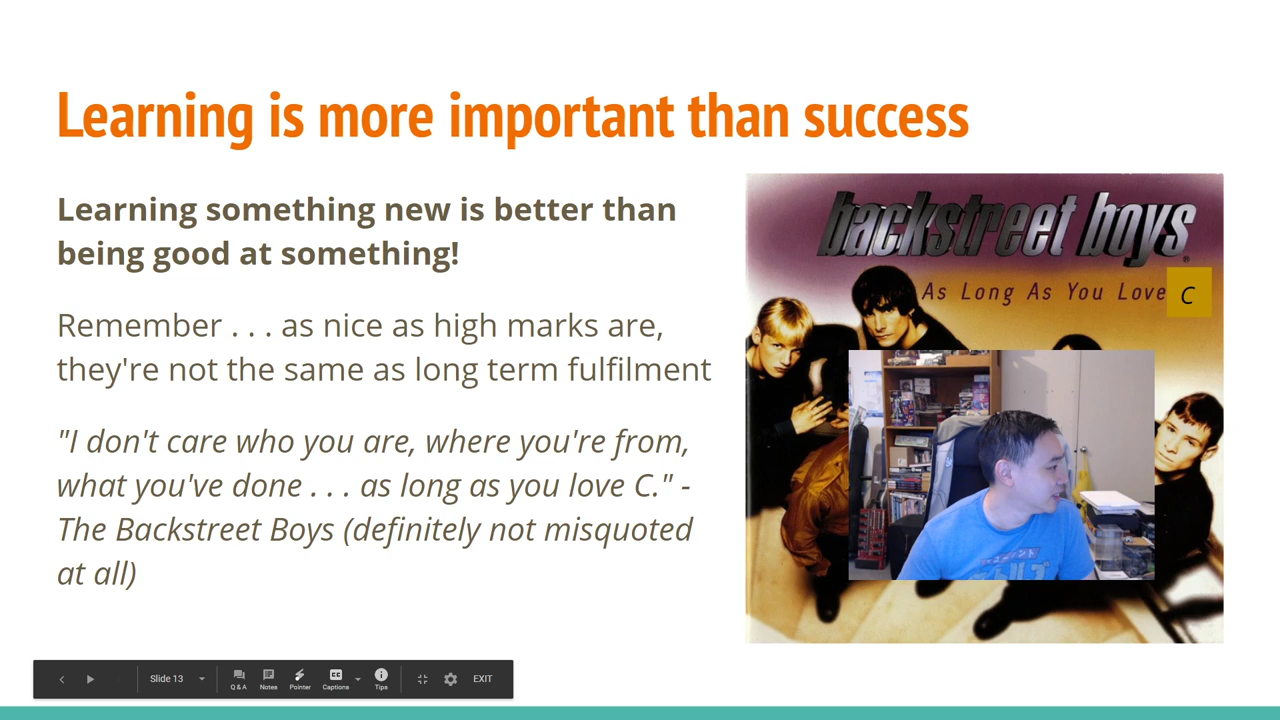 Learning is more important than success
Learning something new is better than
being good at something!
Remember . . . as nice as high marks are,
they're not the same as long term fulfilment
"I don't care who you are, where you're from,
what you've done . . . as long as you love C." -
The Backstreet Boys (definitely not misquoted
at all)
backstreet boys®
As Long As You Love C
Slide 13
Q & A
Notes
Pointer
Captions
Tips
EXIT